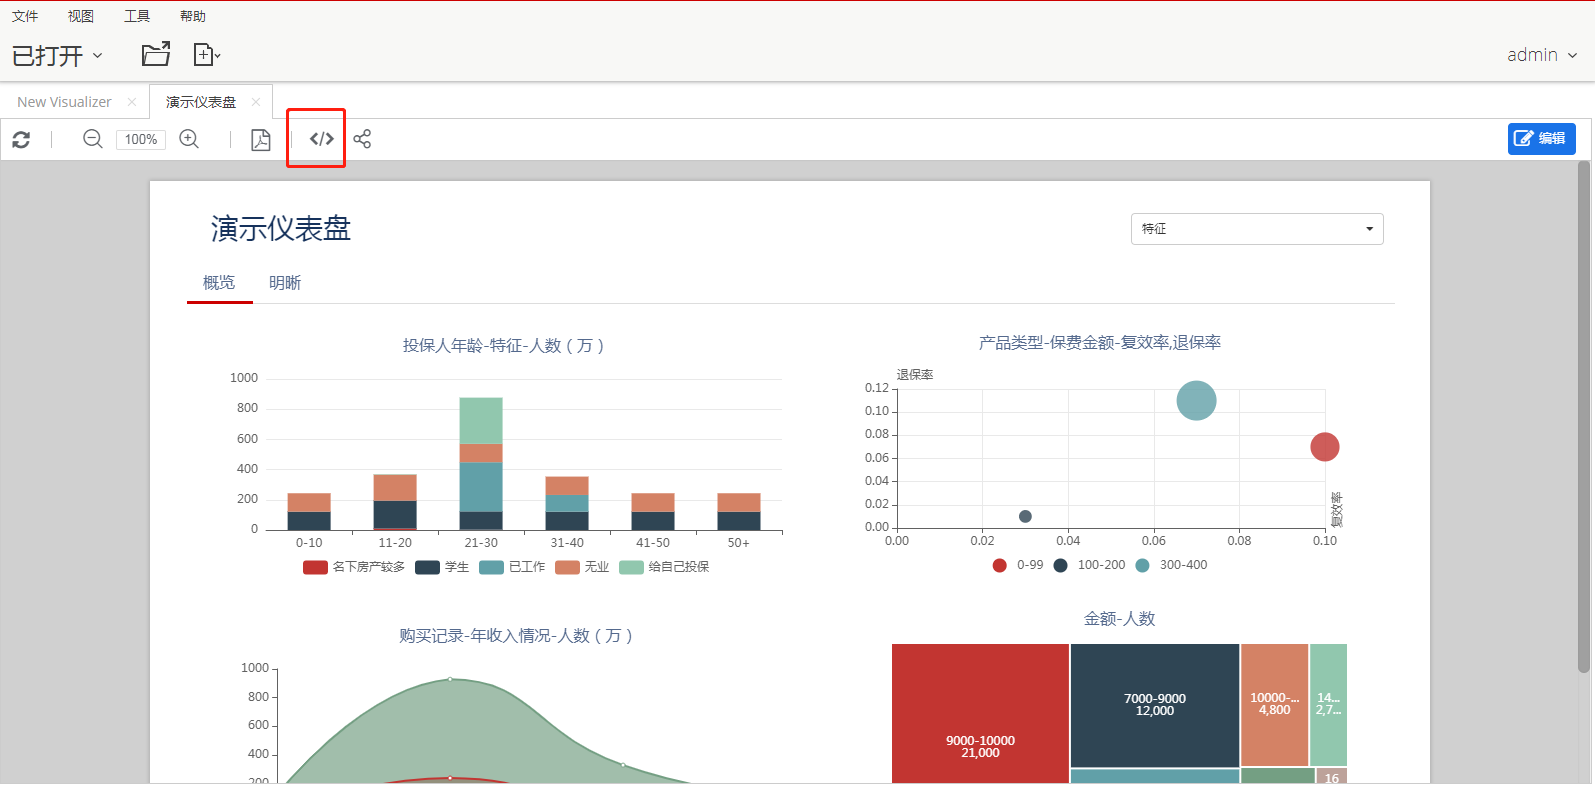 文件 视图 工具 帮助
已打开
admin
New Visualizer 演示仪表盘
100%
编辑
演示仪表盘
特征
概览 明晰
投保人年龄-特征-人数（万）
1000
800
600
400
200
0
0-10 11-20 21-30 31-40 41-50 50+
名下房产较多 学生 已工作 无业 给自己投保
产品类型-保费金额-复效率,退保率
退保率
0.12
0.10
0.08
0.06
0.04
0.02
0.00
复效率
0.00 0.02 0.04 0.06 0.08 0.10
0-99 100-200 300-400
购买记录-年收入情况-人数（万）
1000
800
600
400
200
金额-人数
9000-10000
21,000
7000-9000
12,000
10000-...
4,800
14...
2,7...
16